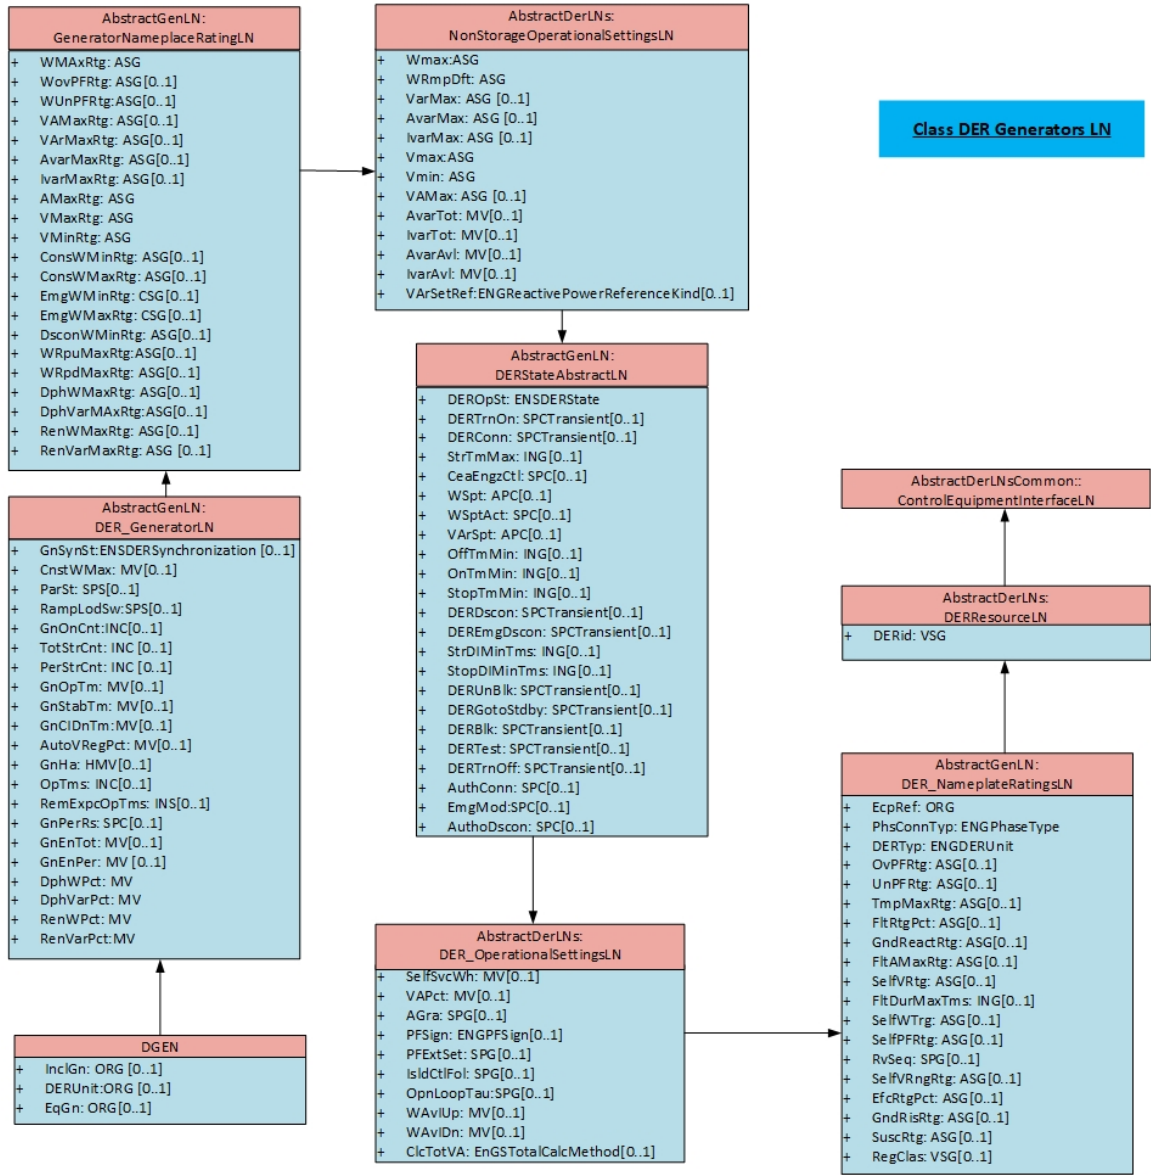 AbstractGenLN:
GeneratorNameplaceRatingLN
+ WMAxRtg: ASG
+ WovPFRtg: ASG[0..1]
+ WUnPFRtg:ASG[0..1]
+ VAMaxRtg: ASG[0..1]
+ VArMaxRtg: ASG[0..1]
+ AvarMaxRtg: ASG[0..1]
+ IvarMaxRtg: ASG[0..1]
+ AMaxRtg: ASG
+ VMaxRtg: ASG
+ VMinRtg: ASG
+ ConsWMinRtg: ASG[0..1]
+ ConsWMaxRtg: ASG[0..1]
+ EmgWMinRtg: CSG[0..1]
+ EmgWMaxRtg: CSG[0..1]
+ DsconWMinRtg: ASG[0..1]
+ WRpuMaxRtg:ASG[0..1]
+ WRpdMaxRtg: ASG[0..1]
+ DphWMaxRtg: ASG[0..1]
+ DphVarMAxRtg:ASG[0..1]
+ RenWMaxRtg: ASG[0..1]
+ RenVarMaxRtg: ASG [0..1]
AbstractGenLN:
DER_GeneratorLN
+ GnSynSt:ENSDERSynchronization [0..1]
+ CnstWMax: MV[0..1]
+ ParSt: SPS[0..1]
+ RampLodSw:SPS[0..1]
+ GnOnCnt:INC[0..1]
+ TotStrCnt: INC [0..1]
+ PerStrCnt: INC [0..1]
+ GnOpTm: MV[0..1]
+ GnStabTm: MV[0..1]
+ GnClDnTm:MV[0..1]
+ AutoVRegPct: MV[0..1]
+ GnHa: HMV[0..1]
+ OpTms: INC[0..1]
+ RemExpcOpTms: INS[0..1]
+ GnPerRs: SPC[0..1]
+ GnEnTot: MV[0..1]
+ GnEnPer: MV [0..1]
+ DphWPct: MV
+ DphVarPct: MV
+ RenWPct: MV
+ RenVarPct:MV
DGEN
+ InclGn: ORG [0..1]
+ DERUnit:ORG [0..1]
+ EqGn: ORG[0..1]
AbstractDerLNs:
NonStorageOperationalSettingsLN
+ Wmax:ASG
+ WRmpDft: ASG
+ VarMax: ASG [0..1]
+ AvarMax: ASG [0..1]
+ IvarMax: ASG [0..1]
+ Vmax:ASG
+ Vmin: ASG
+ VAMax: ASG [0..1]
+ AvarTot: MV[0..1]
+ IvarTot: MV[0..1]
+ AvarAvl: MV[0..1]
+ IvarAvl: MV[0..1]
+ VArSetRef:ENGReactivePowerReferenceKind[0..1]
AbstractGenLN:
DERStateAbstractLN
+ DEROpSt: ENSDERState
+ DERTrnOn: SPCTransient[0..1]
+ DERConn: SPCTransient[0..1]
+ StrTmMax: ING[0..1]
+ CeaEngzCtl: SPC[0..1]
+ WSpt: APC[0..1]
+ WSptAct: SPC[0..1]
+ VArSpt: APC[0..1]
+ OffTmMin: ING[0..1]
+ OnTmMin: ING[0..1]
+ StopTmMin: ING[0..1]
+ DERDscon: SPCTransient[0..1]
+ DEREmgDscon: SPCTransient[0..1]
+ StrDlMinTms: ING[0..1]
+ StopDlMinTms: ING[0..1]
+ DERUnBlk: SPCTransient[0..1]
+ DERGotoStdby: SPCTransient[0..1]
+ DERBlk: SPCTransient[0..1]
+ DERTest: SPCTransient[0..1]
+ DERTrnOff: SPCTransient[0..1]
+ AuthConn: SPC[0..1]
+ EmgMod:SPC[0..1]
+ AuthoDscon: SPC[0..1]
AbstractDerLNs:
DER_OperationalSettingsLN
+ SelfSvcWh: MV[0..1]
+ VAPct: MV[0..1]
+ AGra: SPG[0..1]
+ PFSign: ENGPFSign[0..1]
+ PFExtSet: SPG[0..1]
+ IsldCtlFol: SPG[0..1]
+ OpnLoopTau:SPG[0..1]
+ WAvlUp: MV[0..1]
+ WAvlDn: MV[0..1]
+ ClcTotVA: EnGSTotalCalcMethod[0..1]
Class DER Generators LN
AbstractDerLNsCommon::
ControlEquipmentInterfaceLN
AbstractDerLNs:
DERResourceLN
+ DERid: VSG
AbstractGenLN:
DER_NameplateRatingsLN
+ EcpRef: ORG
+ PhsConnTyp: ENGPhaseType
+ DERTyp: ENGDERUnit
+ OvPFRtg: ASG[0..1]
+ UnPFRtg: ASG[0..1]
+ TmpMaxRtg: ASG[0..1]
+ FltRtgPct: ASG[0..1]
+ GndReactRtg: ASG[0..1]
+ FltAMaxRtg: ASG[0..1]
+ SelfVRtg: ASG[0..1]
+ FltDurMaxTms: ING[0..1]
+ SelfWTrg: ASG[0..1]
+ SelfPFRtg: ASG[0..1]
+ RvSeq: SPG[0..1]
+ SelfVRngRtg: ASG[0..1]
+ EfcRtgPct: ASG[0..1]
+ GndRisRtg: ASG[0..1]
+ SuscRtg: ASG[0..1]
+ RegClas: VSG[0..1]